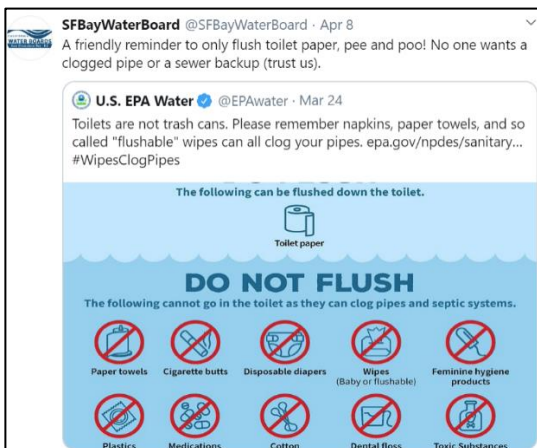 SFBayWaterBoard @SFBayWaterBoard · Apr 8
A friendly reminder to only flush toilet paper, pee and poo! No one wants a
clogged pipe or a sewer backup (trust us).
U.S. EPA Water @EPAwater · Mar 24
Toilets are not trash cans. Please remember napkins, paper towels, and so
called "flushable" wipes can all clog your pipes. epa.gov/npdes/sanitary...
#WipesClogPipes
The following can be flushed down the toilet.
Toilet paper
DO NOT FLUSH
The following cannot go in the toilet as they can clog pipes and septic systems.
Paper towels
Cigarette butts
Disposable diapers
Wipes
(Baby or flushable)
Feminine hygiene
products
Plastics
Medications
Cotton
Dental floss
Toxic Substances